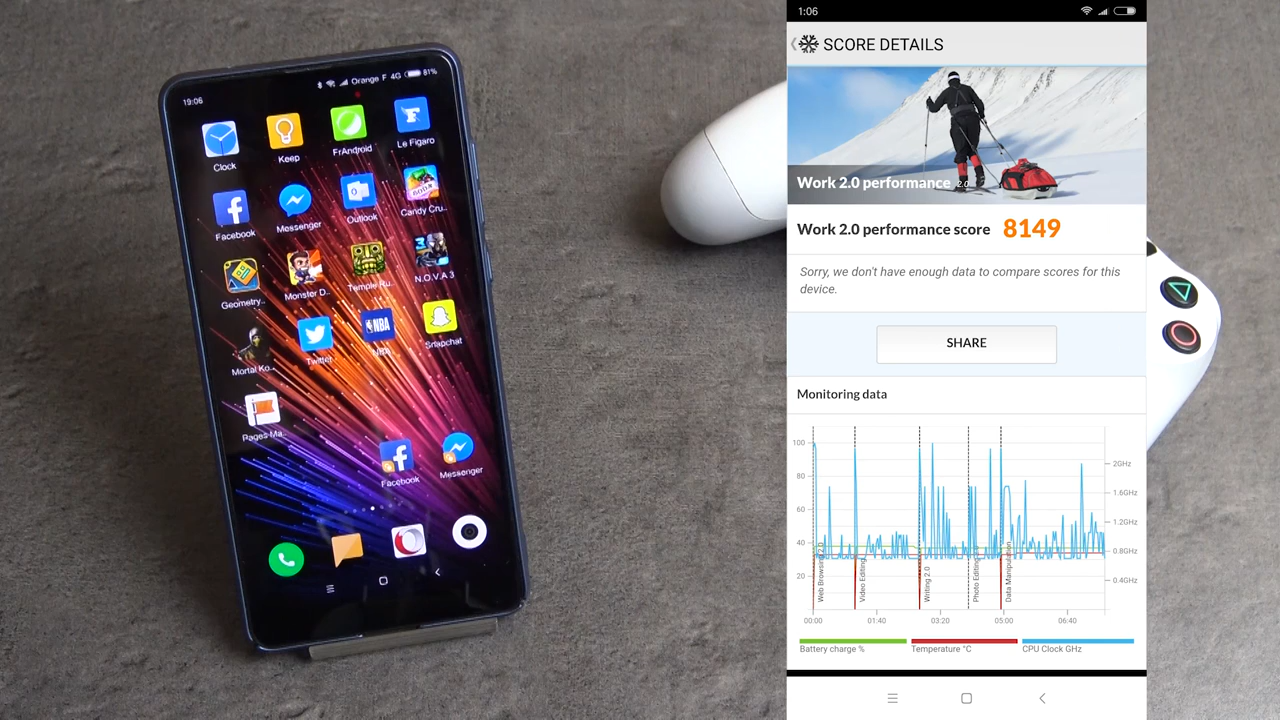 19:06
Orange F 4G 81%
Clock
Keep
FrAndroid
Le Figaro
Facebook
Messenger
Outlook
Candy Cru..
Geometry..
Monster D..
Temple Ru..
N.O.V.A 3
Mortal Ko..
Twitter
NBA
NBA
Snapchat
Pages Ma..
Facebook
Messenger
1:06
SCORE DETAILS
Work 2.0 performance 2.0
Work 2.0 performance score 8149
Sorry, we don't have enough data to compare scores for this
device.
SHARE
Monitoring data
100
80
60
40
20
2GHz
1.6GHz
1.2GHz
0.8GHz
0.4GHz
Web Browsing 2.0
Video Editing
Writing 2.0
Photo Editing
Data Manipulation
00:00 01:40 03:20 05:00 06:40
Battery charge % Temperature °C CPU Clock GHz